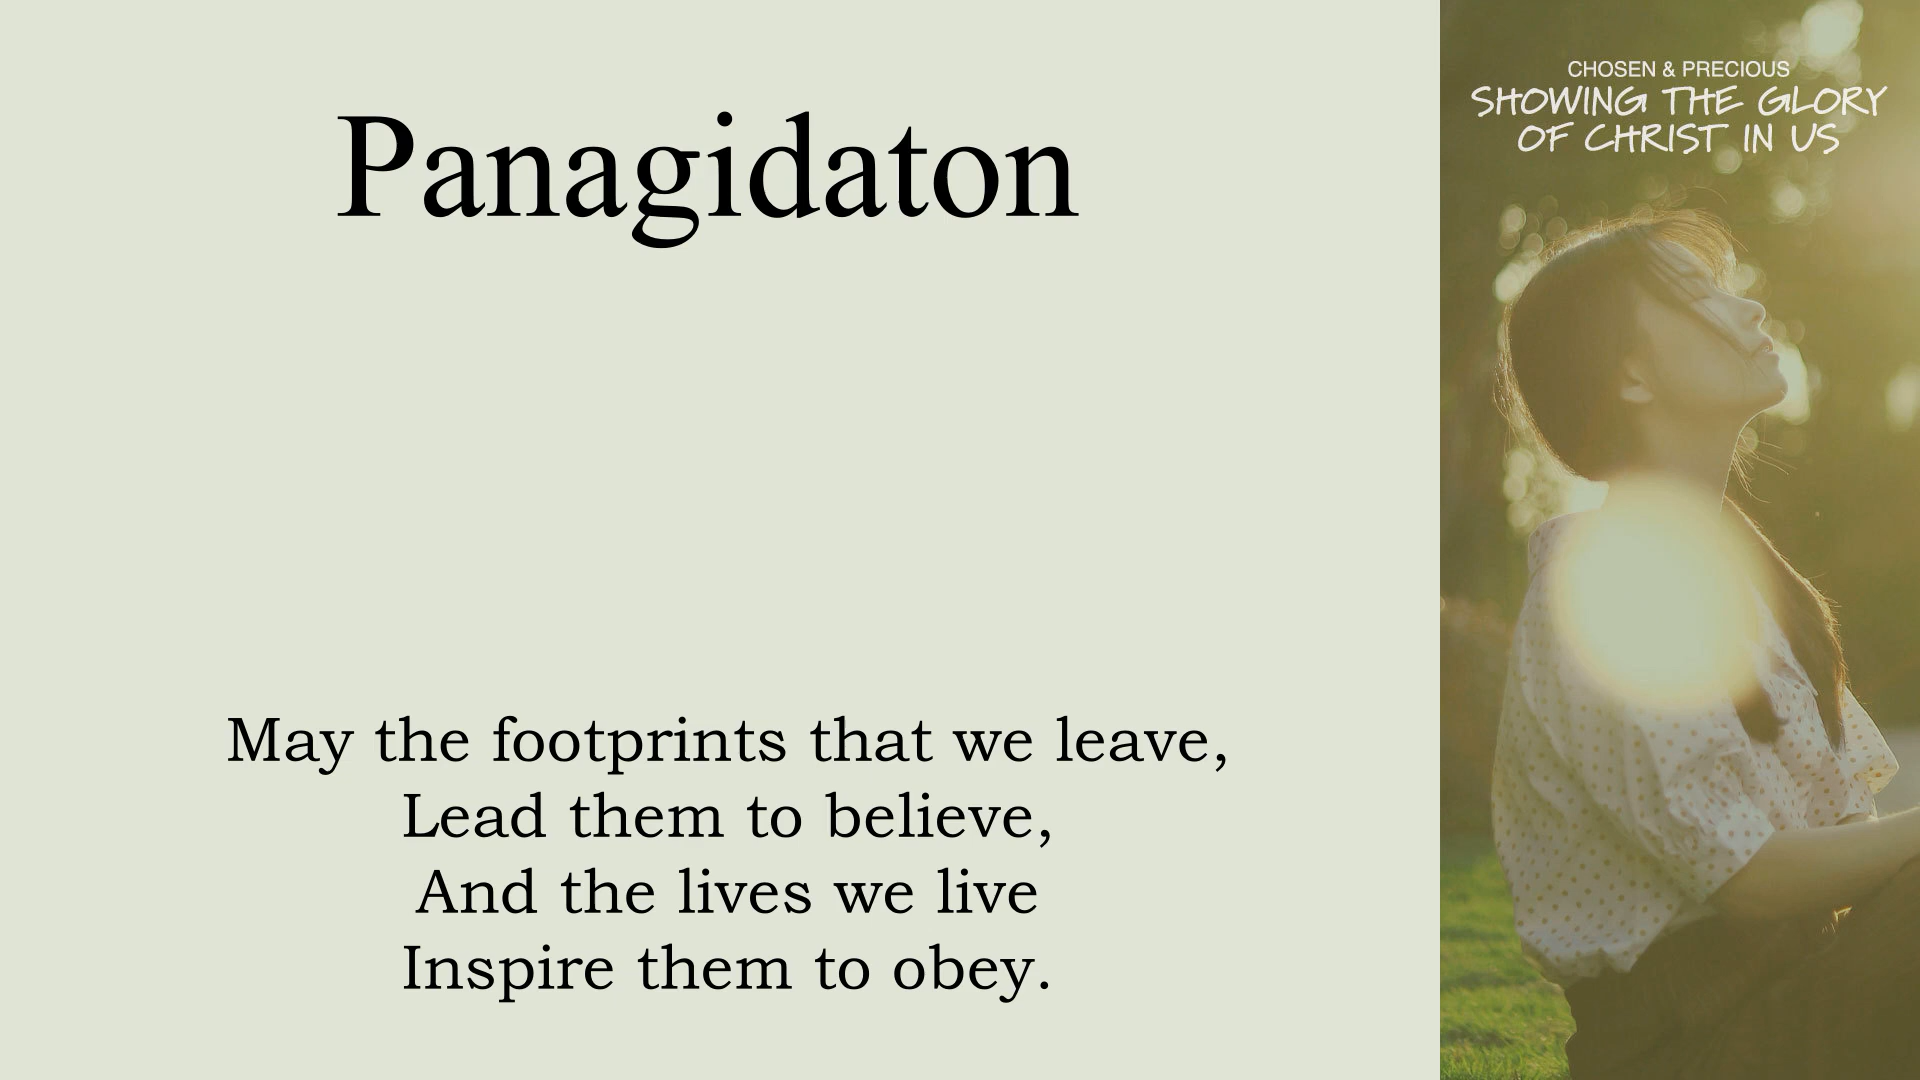 Panagidaton
May the footprints that we leave,
Lead them to believe,
And the lives we live
Inspire them to obey.
CHOSEN & PRECIOUS
SHOWING THE GLORY
OF CHRIST IN US